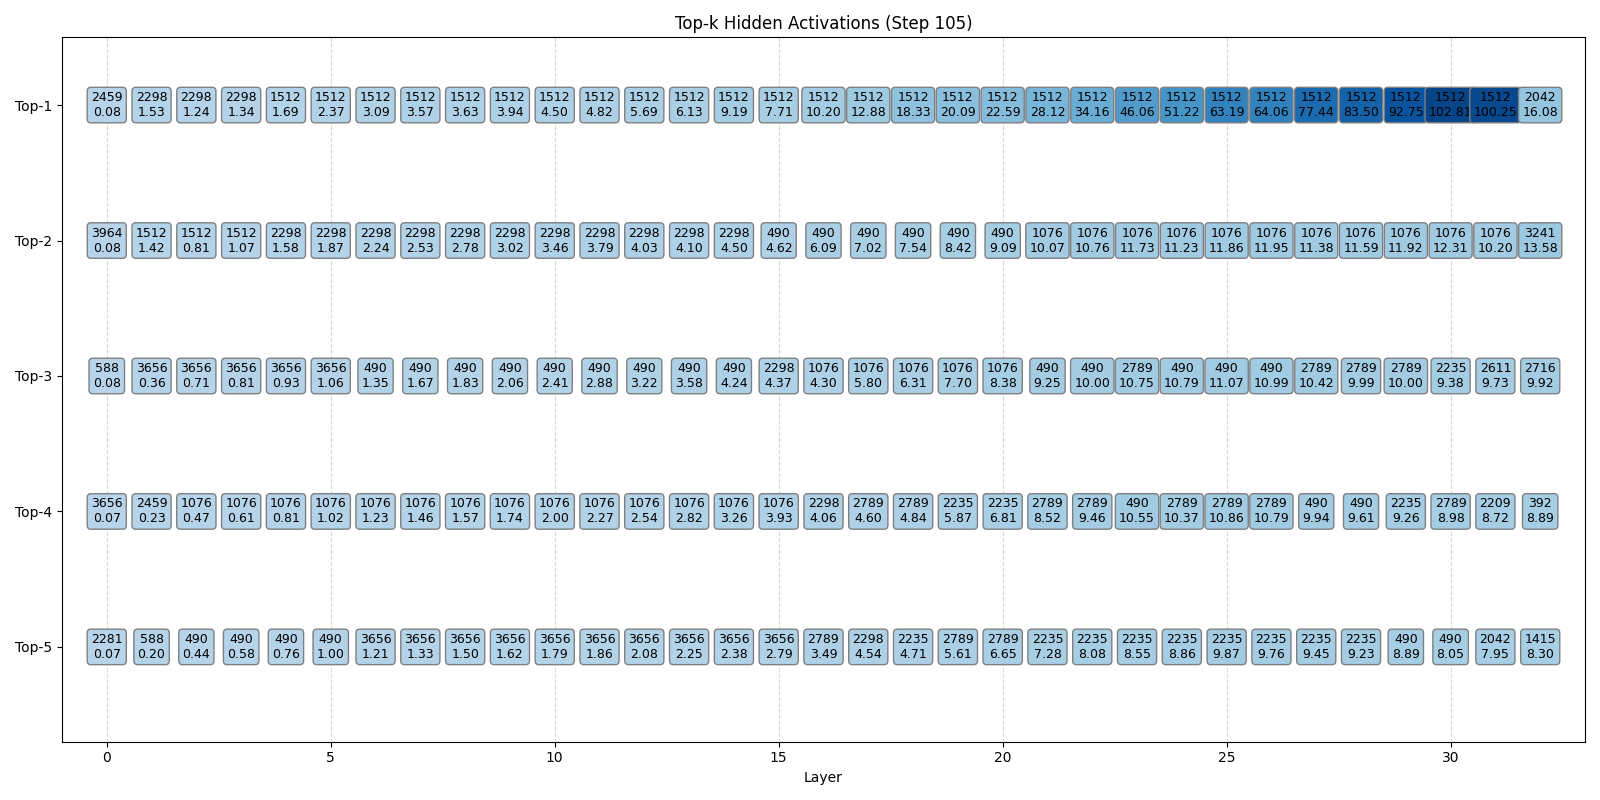 Top-k Hidden Activations (Step 105)
Top-1
2459 2298 2298 2298 1512 1512 1512 1512 1512 1512 1512 1512 1512 1512 1512 1512 1512 1512 1512 1512 1512 1512 1512 1512 1512 1512 1512 1512 1512 1512 1512 1512 2042
0.08 1.53 1.24 1.34 1.69 2.37 3.09 3.57 3.63 3.94 4.50 4.82 5.69 6.13 9.19 7.71 10.20 12.88 18.33 20.09 22.59 28.12 34.16 46.06 51.22 63.19 64.06 77.44 83.50 92.75 102.81 100.25 16.08
Top-2
3964 1512 1512 1512 2298 2298 2298 2298 2298 2298 2298 2298 2298 2298 2298 490 490 490 490 490 490 1076 1076 1076 1076 1076 1076 1076 1076 1076 1076 1076 3241
0.08 1.42 0.81 1.07 1.58 1.87 2.24 2.53 2.78 3.02 3.46 3.79 4.03 4.10 4.50 4.62 6.09 7.02 7.54 8.42 9.09 10.07 10.76 11.73 11.23 11.86 11.95 11.38 11.59 11.92 12.31 10.20 13.58
Top-3
588 3656 3656 3656 3656 3656 490 490 490 490 490 490 490 490 490 2298 1076 1076 1076 1076 1076 490 490 2789 490 490 490 2789 2789 2789 2235 2611 2716
0.08 0.36 0.71 0.81 0.93 1.06 1.35 1.67 1.83 2.06 2.41 2.88 3.22 3.58 4.24 4.37 4.30 5.80 6.31 7.70 8.38 9.25 10.00 10.75 10.79 11.07 10.99 10.42 9.99 10.00 9.38 9.73 9.92
Top-4
3656 2459 1076 1076 1076 1076 1076 1076 1076 1076 1076 1076 1076 1076 1076 1076 2298 2789 2789 2235 2235 2789 2789 490 2789 2789 2789 490 490 2235 2789 2209 392
0.07 0.23 0.47 0.61 0.81 1.02 1.23 1.46 1.57 1.74 2.00 2.27 2.54 2.82 3.26 3.93 4.06 4.60 4.84 5.87 6.81 8.52 9.46 10.55 10.37 10.86 10.79 9.94 9.61 9.26 8.98 8.72 8.89
Top-5
2281 588 490 490 490 490 3656 3656 3656 3656 3656 3656 3656 3656 3656 3656 2789 2298 2235 2789 2789 2235 2235 2235 2235 2235 2235 2235 2235 490 490 2042 1415
0.07 0.20 0.44 0.58 0.76 1.00 1.21 1.33 1.50 1.62 1.79 1.86 2.08 2.25 2.38 2.79 3.49 4.54 4.71 5.61 6.65 7.28 8.08 8.55 8.86 9.87 9.76 9.45 9.23 8.89 8.05 7.95 8.30
0 5 10 15 20 25 30
Layer